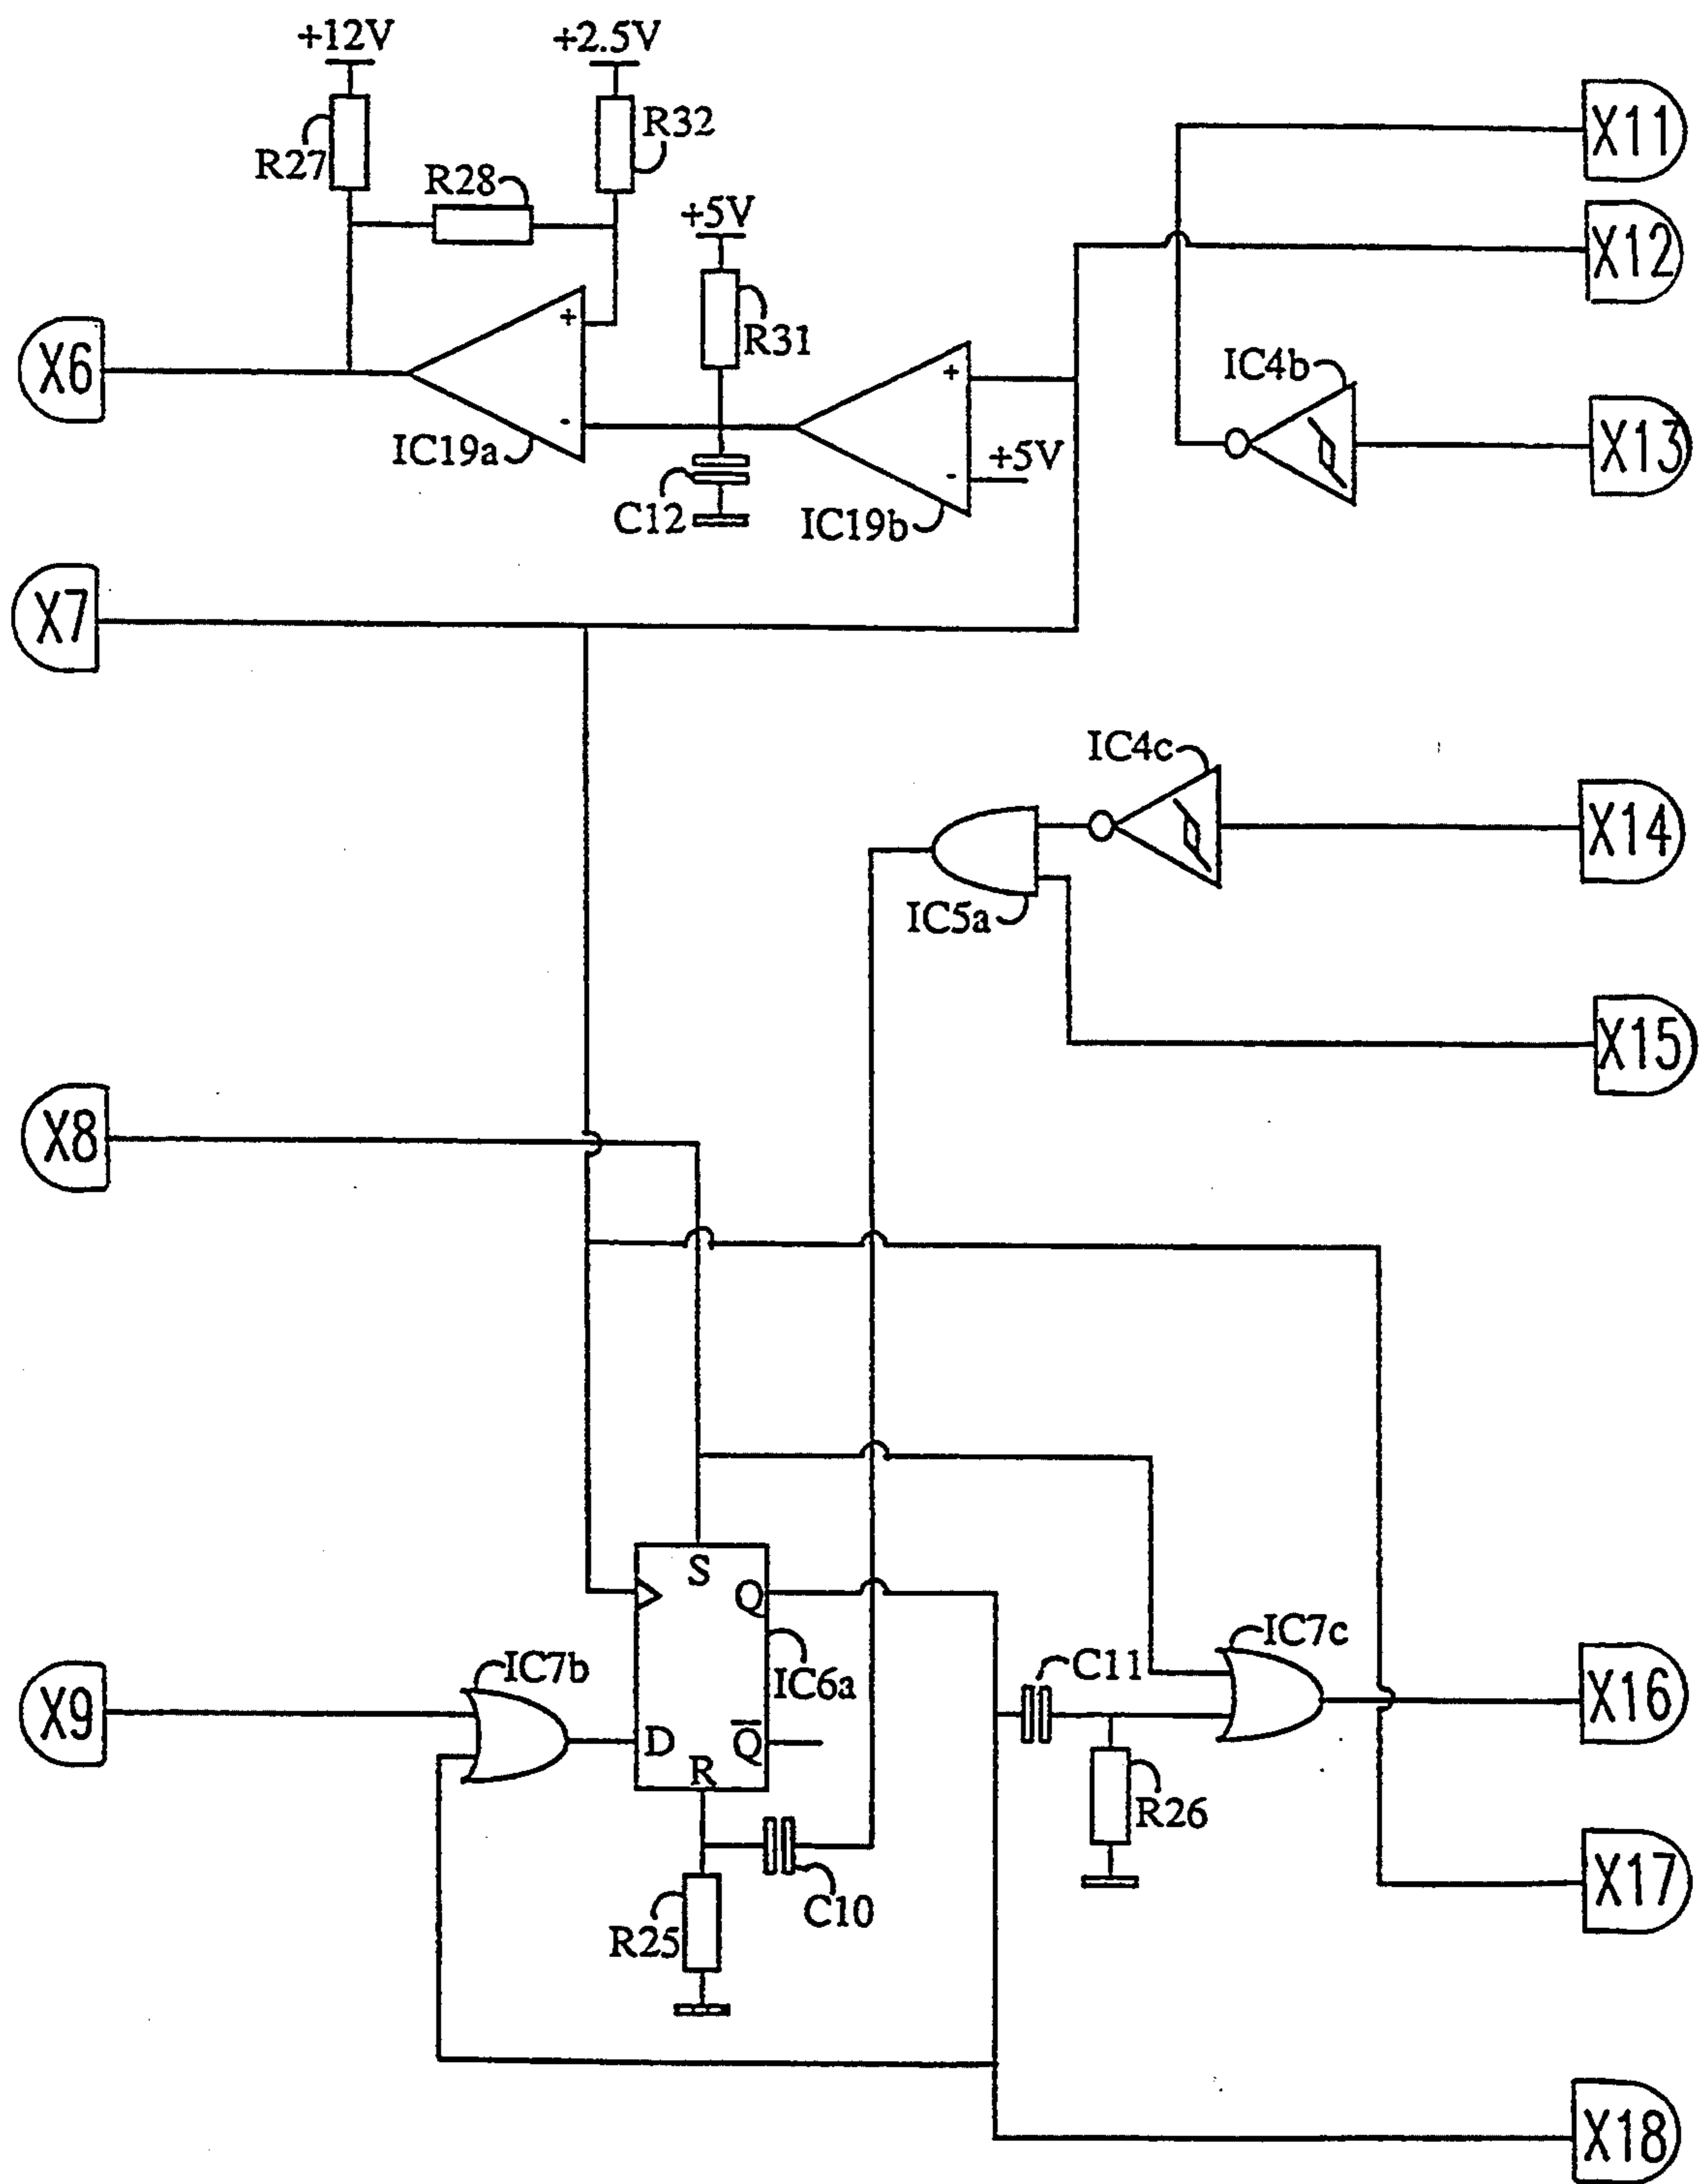 +12V
+2.5V
R27
R28
R32
+5V
R31
X11
X12
X6
+
-
IC19a
C12
+
-
+5V
IC19b
IC4b
X13
X7
IC4c
X14
IC5a
X15
X8
S
Q
IC6a
D
Q̅
R
IC7b
X9
C11
IC7c
X16
R26
X17
C10
R25
X18